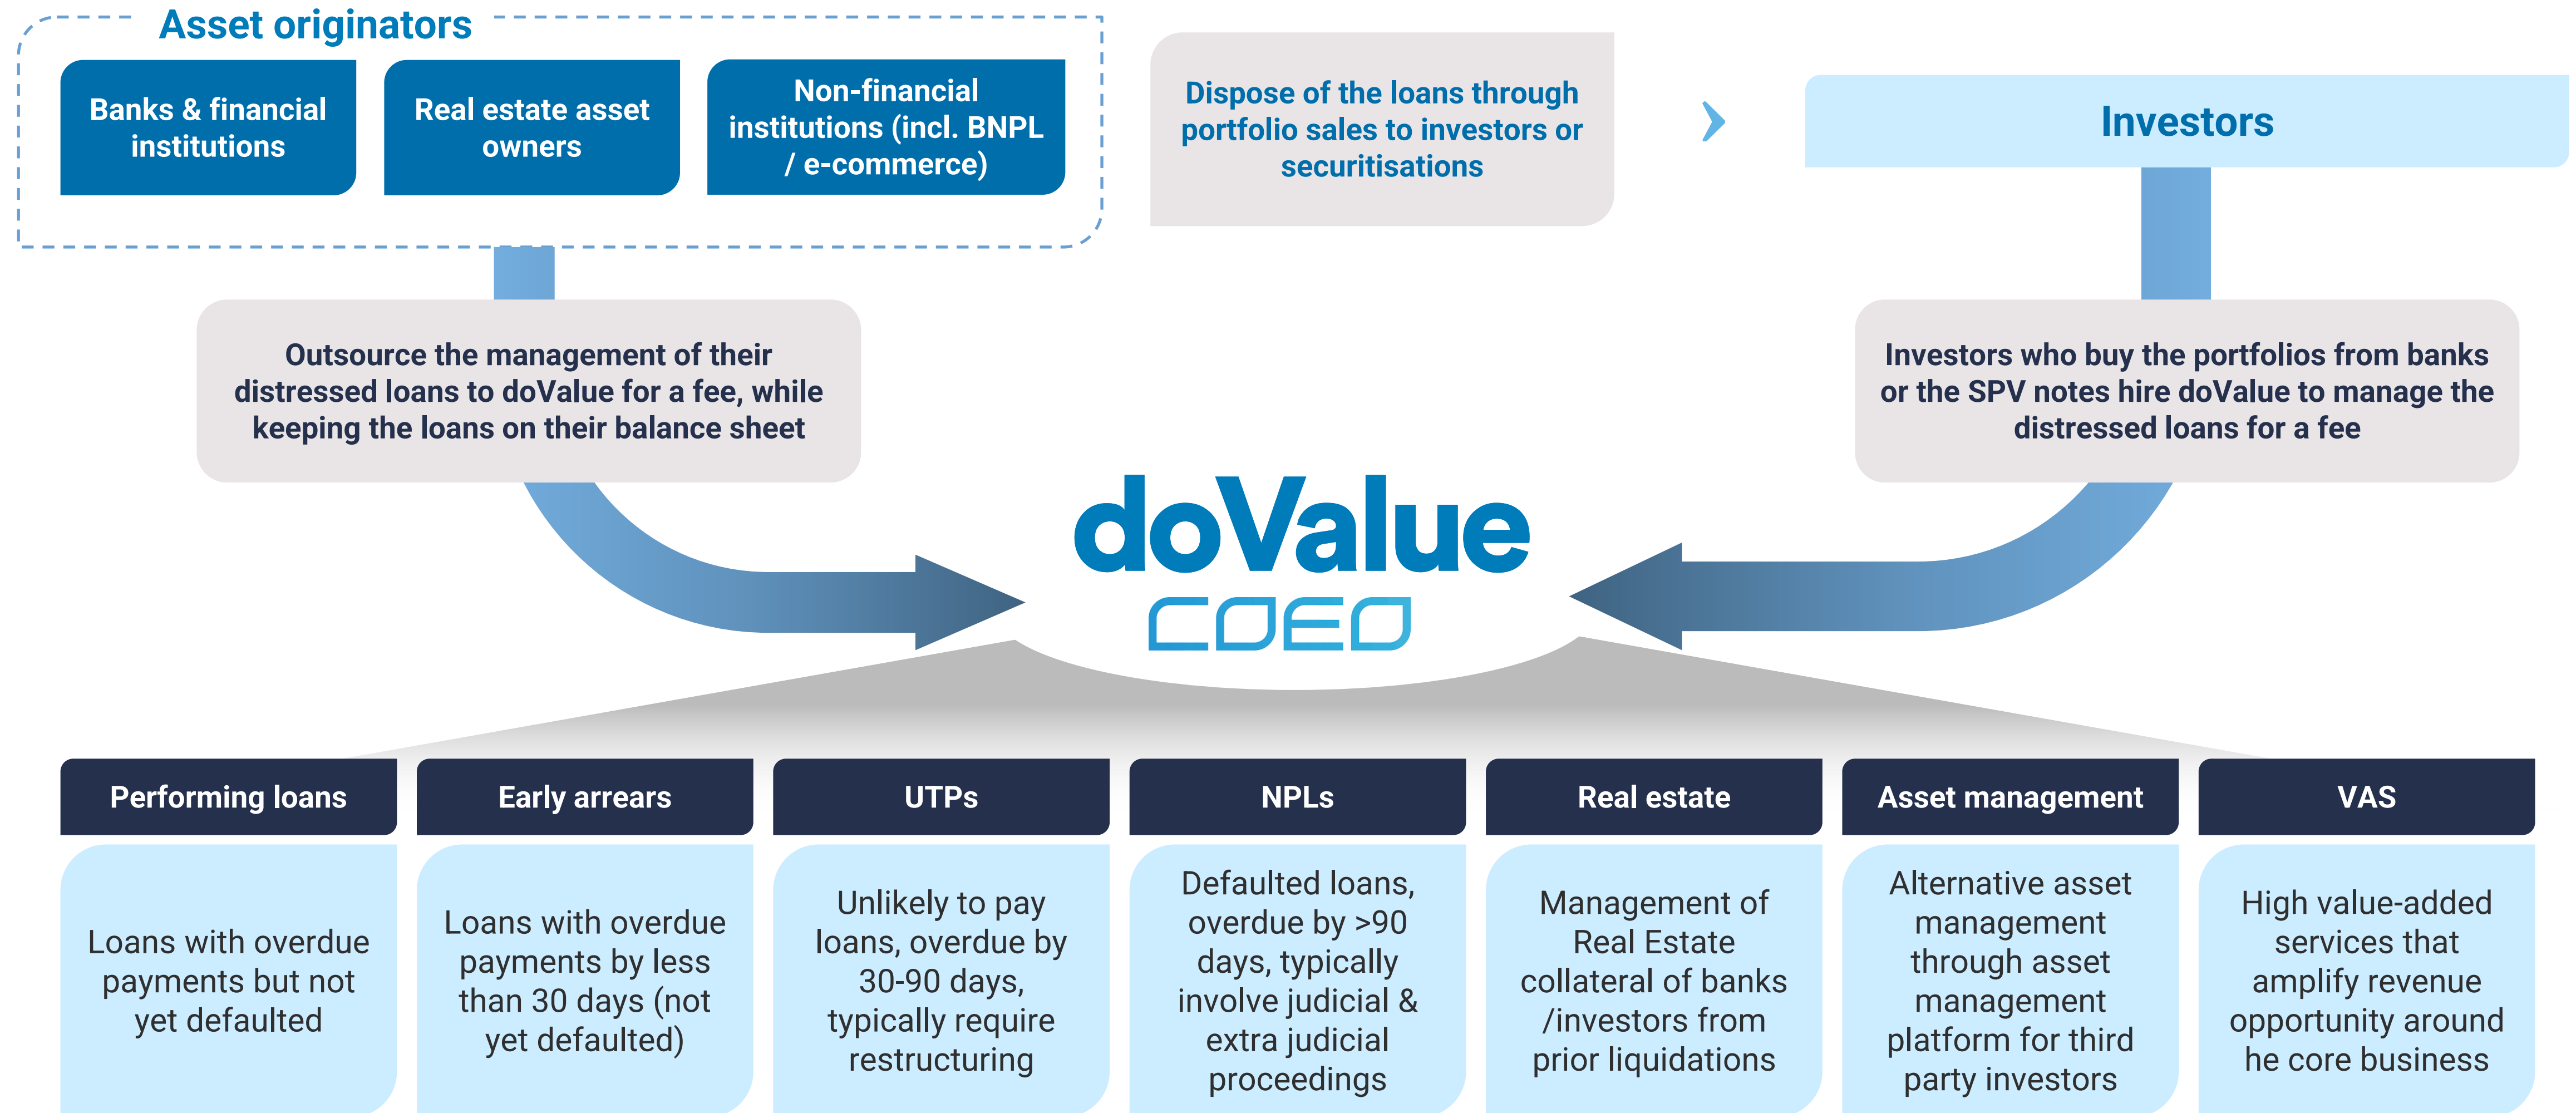 Asset originators
Banks & financial
institutions
Real estate asset
owners
Non-financial
institutions (incl. BNPL
/ e-commerce)
Dispose of the loans through
portfolio sales to investors or
securitisations
Investors
Outsource the management of their
distressed loans to doValue for a fee, while
keeping the loans on their balance sheet
Investors who buy the portfolios from banks
or the SPV notes hire doValue to manage the
distressed loans for a fee
doValue
COEO
Performing loans
Loans with overdue
payments but not
yet defaulted
Early arrears
Loans with overdue
payments by less
than 30 days (not
yet defaulted)
UTPs
Unlikely to pay
loans, overdue by
30-90 days,
typically require
restructuring
NPLs
Defaulted loans,
overdue by >90
days, typically
involve judicial &
extra judicial
proceedings
Real estate
Management of
Real Estate
collateral of banks
/investors from
prior liquidations
Asset management
Alternative asset
management
through asset
management
platform for third
party investors
VAS
High value-added
services that
amplify revenue
opportunity around
he core business